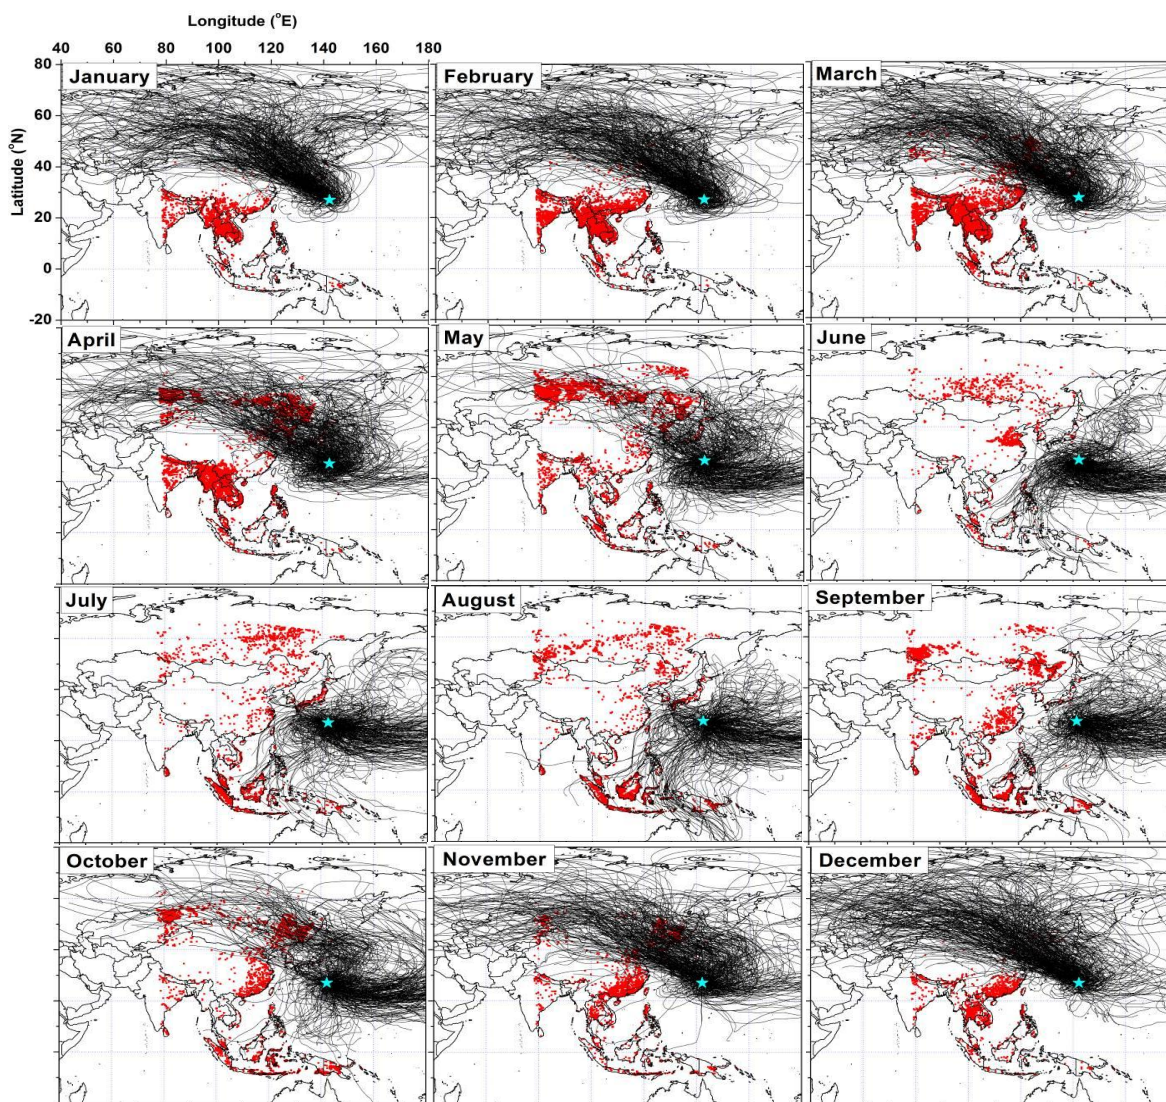 Longitude (°E)
40 60 80 100 120 140 160 180
Latitude (°N)
80
60
40
20
0
-20
January
February
March
April
May
June
July
August
September
October
November
December